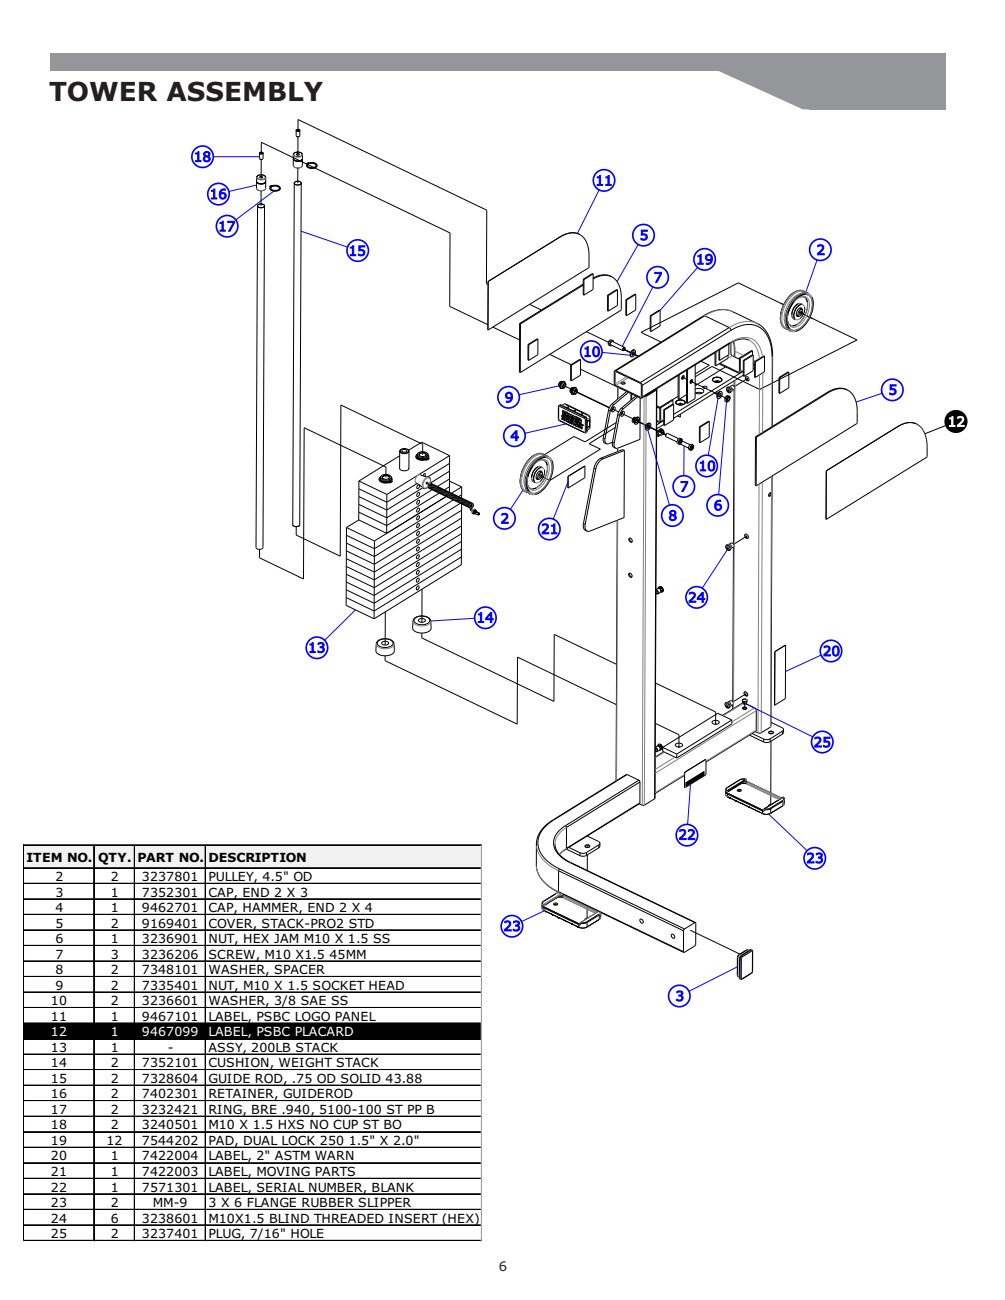 TOWER ASSEMBLY
18
16
17
15
11
5
7
19
2
10
9
4
2
21
5
12
10
7
6
8
24
14
13
20
25
22
23
23
3
ITEM NO. QTY. PART NO. DESCRIPTION
2 2 3237801 PULLEY, 4.5" OD
3 1 7352301 CAP, END 2 X 3
4 1 9462701 CAP, HAMMER, END 2 X 4
5 2 9169401 COVER, STACK-PRO2 STD
6 1 3236901 NUT, HEX JAM M10 X 1.5 SS
7 3 3236206 SCREW, M10 X1.5 45MM
8 2 7348101 WASHER, SPACER
9 2 7335401 NUT, M10 X 1.5 SOCKET HEAD
10 2 3236601 WASHER, 3/8 SAE SS
11 1 9467101 LABEL, PSBC LOGO PANEL
12 1 9467099 LABEL, PSBC PLACARD
13 1 - ASSY, 200LB STACK
14 2 7352101 CUSHION, WEIGHT STACK
15 2 7328604 GUIDE ROD, .75 OD SOLID 43.88
16 2 7402301 RETAINER, GUIDEROD
17 2 3232421 RING, BRE .940, 5100-100 ST PP B
18 2 3240501 M10 X 1.5 HXS NO CUP ST BO
19 12 7544202 PAD, DUAL LOCK 250 1.5" X 2.0"
20 1 7422004 LABEL, 2" ASTM WARN
21 1 7422003 LABEL, MOVING PARTS
22 1 7571301 LABEL, SERIAL NUMBER, BLANK
23 2 MM-9 3 X 6 FLANGE RUBBER SLIPPER
24 6 3238601 M10X1.5 BLIND THREADED INSERT (HEX)
25 2 3237401 PLUG, 7/16" HOLE
6